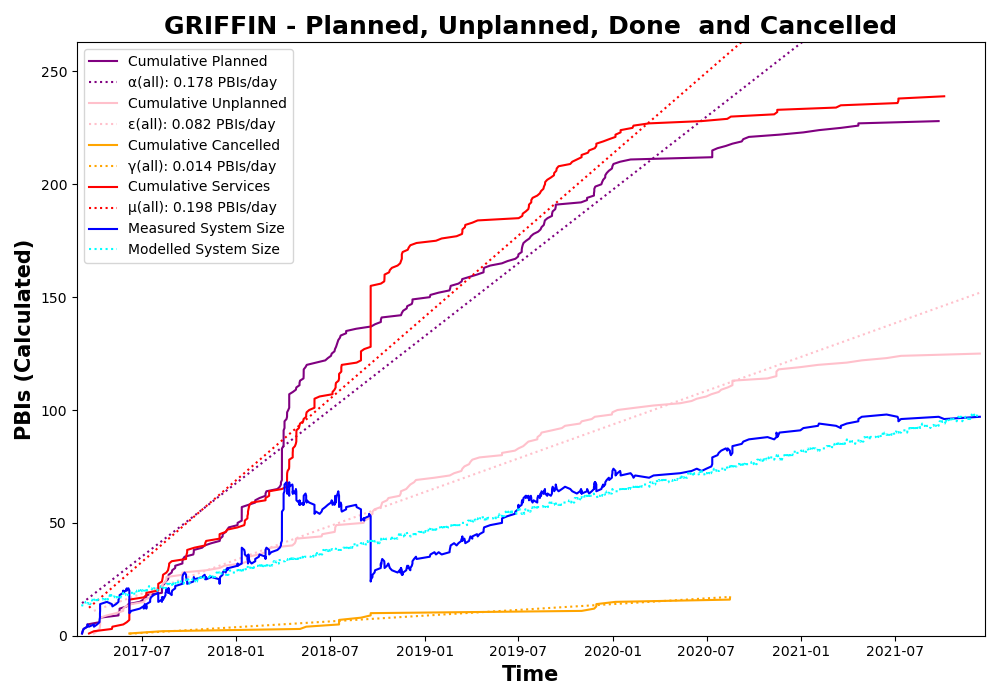 GRIFFIN - Planned, Unplanned, Done  and Cancelled
Cumulative Planned
α(all): 0.178 PBIs/day
Cumulative Unplanned
ε(all): 0.082 PBIs/day
Cumulative Cancelled
γ(all): 0.014 PBIs/day
Cumulative Services
μ(all): 0.198 PBIs/day
Measured System Size
Modelled System Size
PBIs (Calculated)
250
200
150
100
50
0
2017-07 2018-01 2018-07 2019-01 2019-07 2020-01 2020-07 2021-01 2021-07
Time